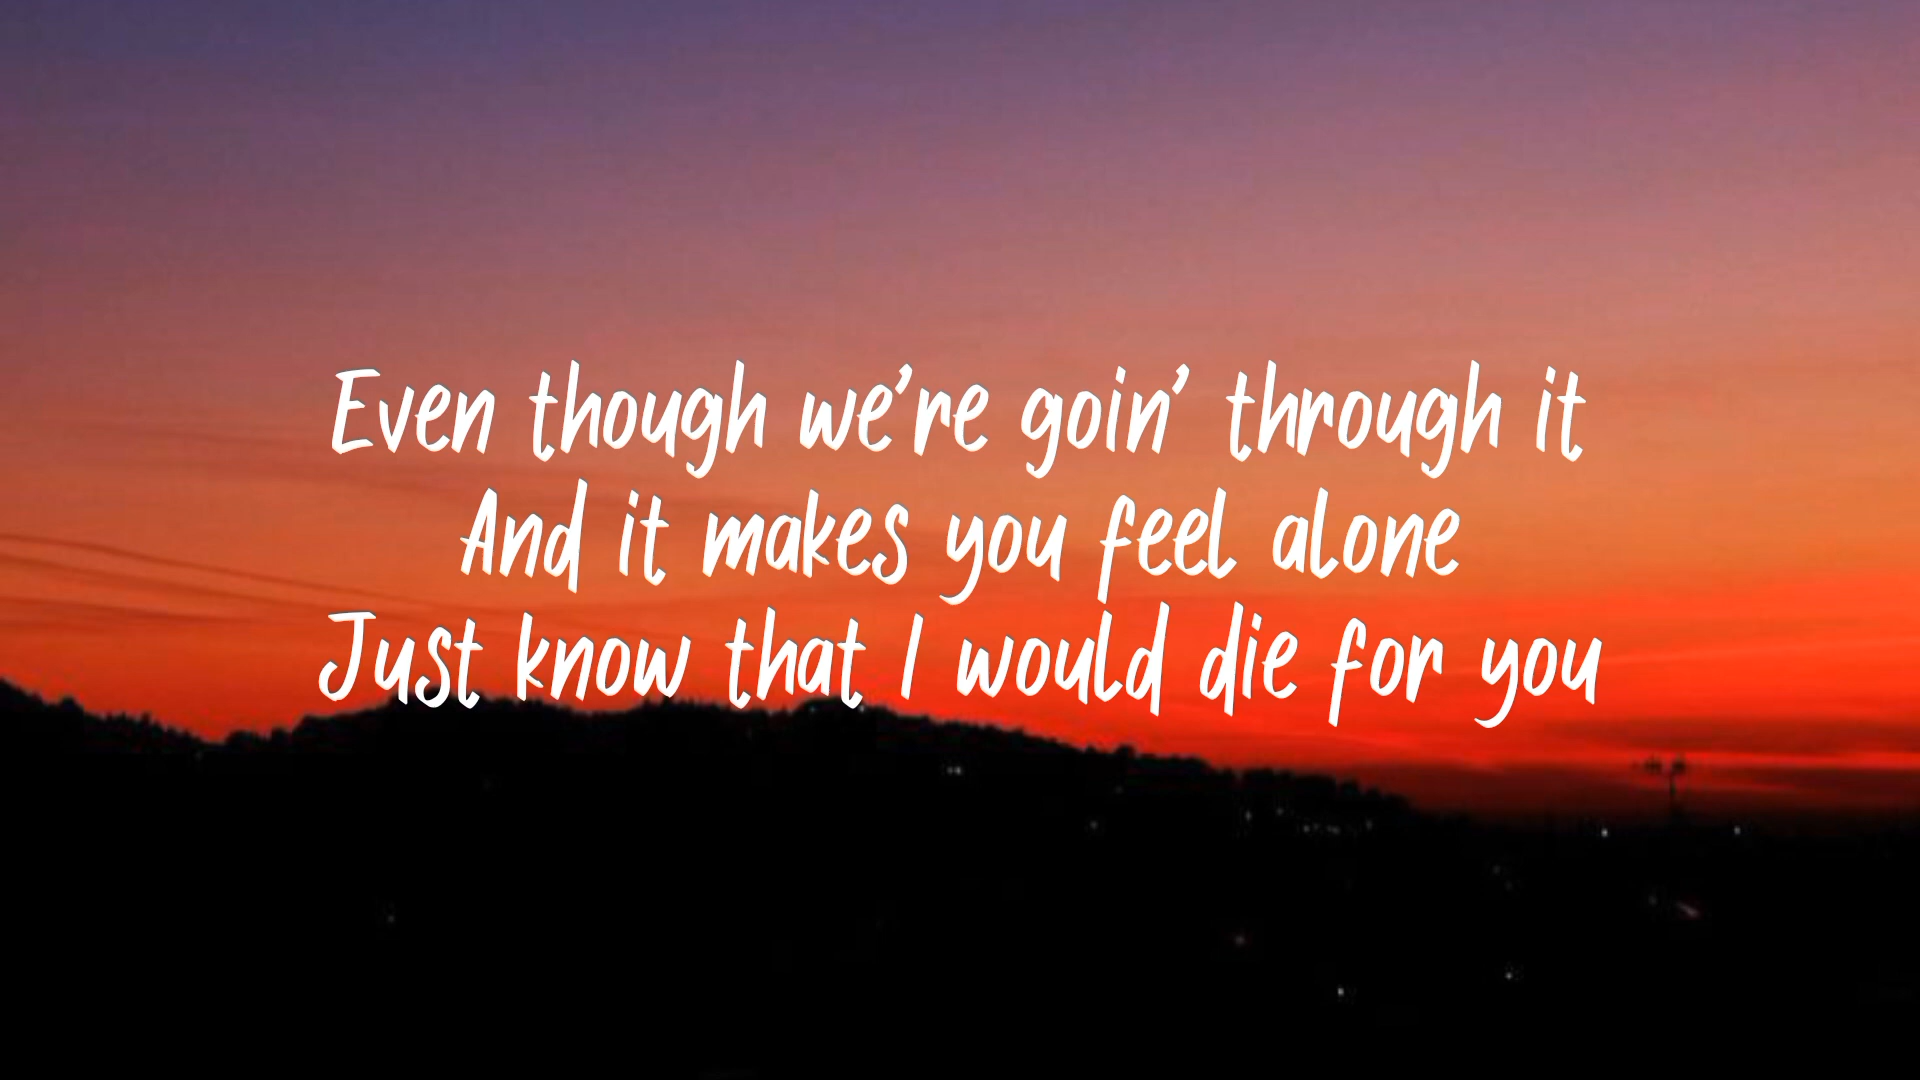 Even though we're goin' through it
And it makes you feel alone
Just know that I would die for you